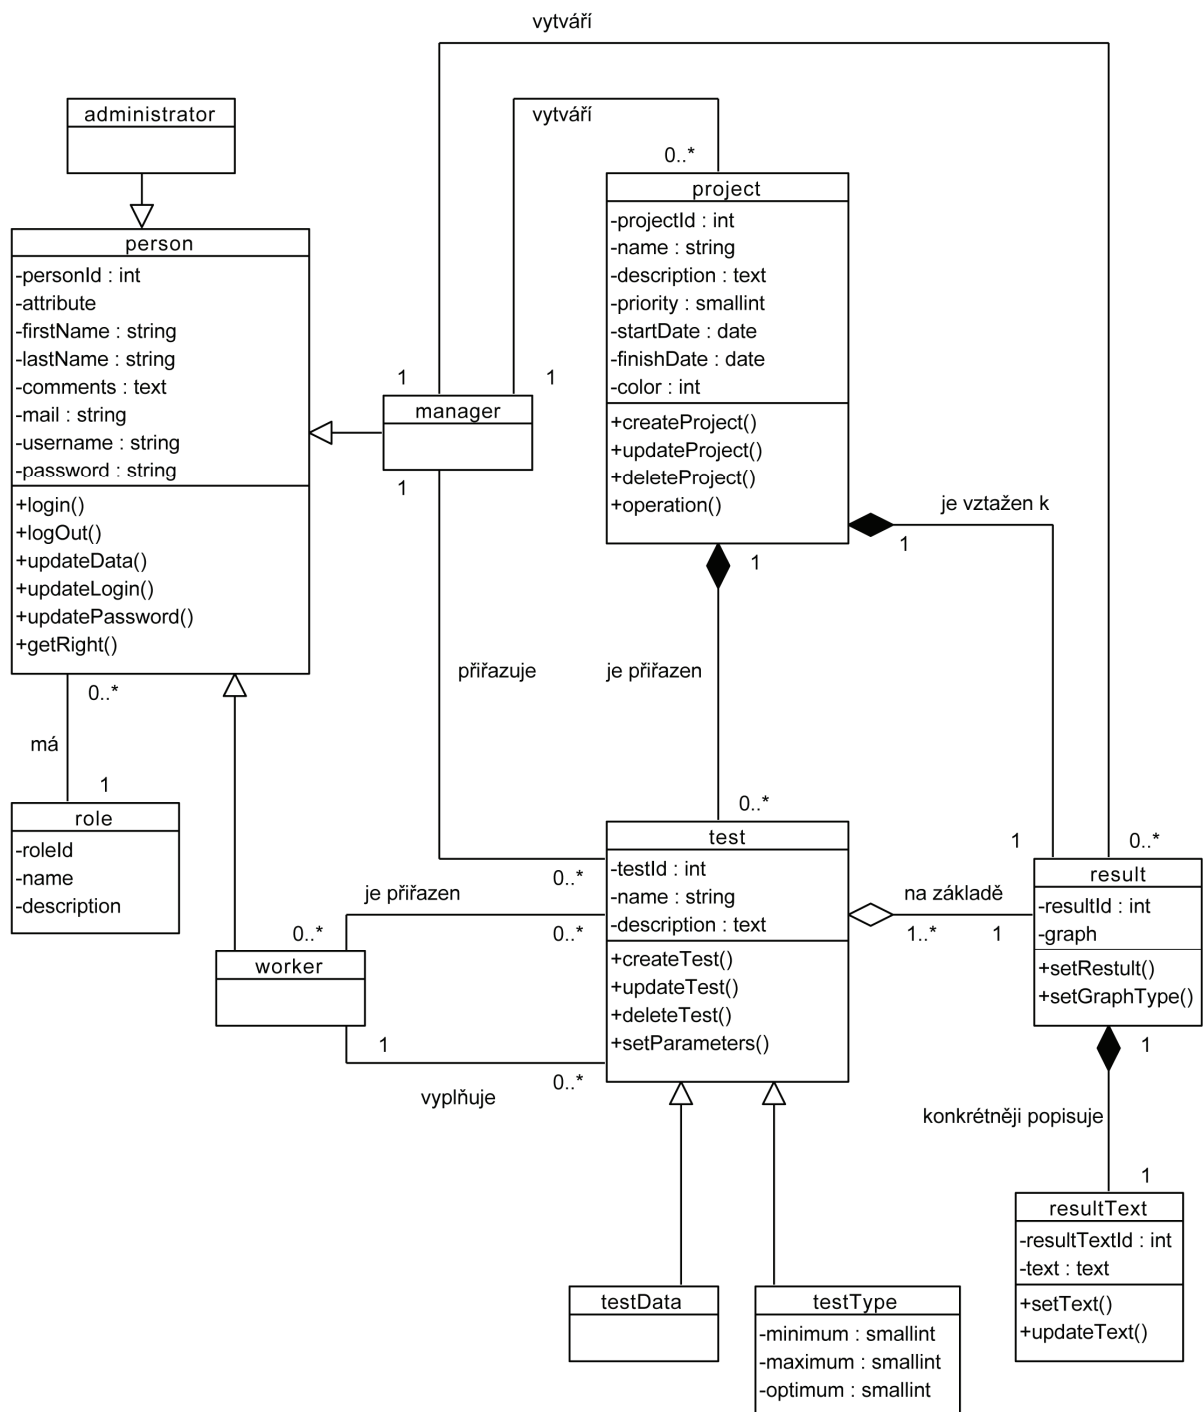 vytváří
administrator
vytváří
0..*
project
-projectId : int
-name : string
-description : text
-priority : smallint
-startDate : date
-finishDate : date
-color : int
+createProject()
+updateProject()
+deleteProject()
+operation()
person
-personId : int
-attribute
-firstName : string
-lastName : string
-comments : text
-mail : string
-username : string
-password : string
+login()
+logOut()
+updateData()
+updateLogin()
+updatePassword()
+getRight()
1
1
manager
1
je vztažen k
1
1
přiřazuje
je přiřazen
0..*
má
1
role
-roleId
-name
-description
0..*
test
-testId : int
-name : string
-description : text
+createTest()
+updateTest()
+deleteTest()
+setParameters()
0..*
je přiřazen
0..*
0..*
worker
1
0..*
vyplňuje
na základě
1..*
1
1
0..*
result
-resultId : int
-graph
+setRestult()
+setGraphType()
1
konkrétněji popisuje
1
resultText
-resultTextId : int
-text : text
+setText()
+updateText()
testData
testType
-minimum : smallint
-maximum : smallint
-optimum : smallint